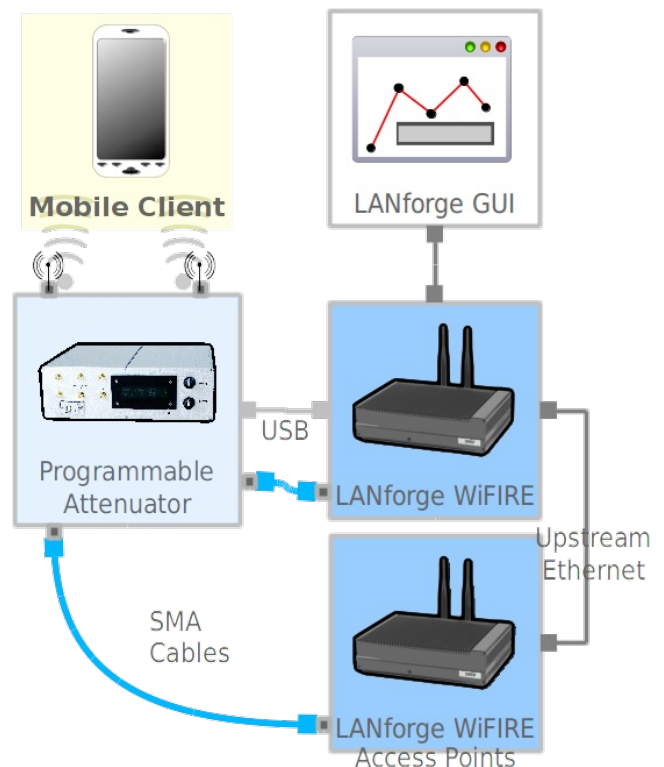 Mobile Client
LANforge GUI
Programmable
Attenuator
USB
LANforge WiFIRE
Upstream
Ethernet
SMA
Cables
LANforge WiFIRE
Access Points